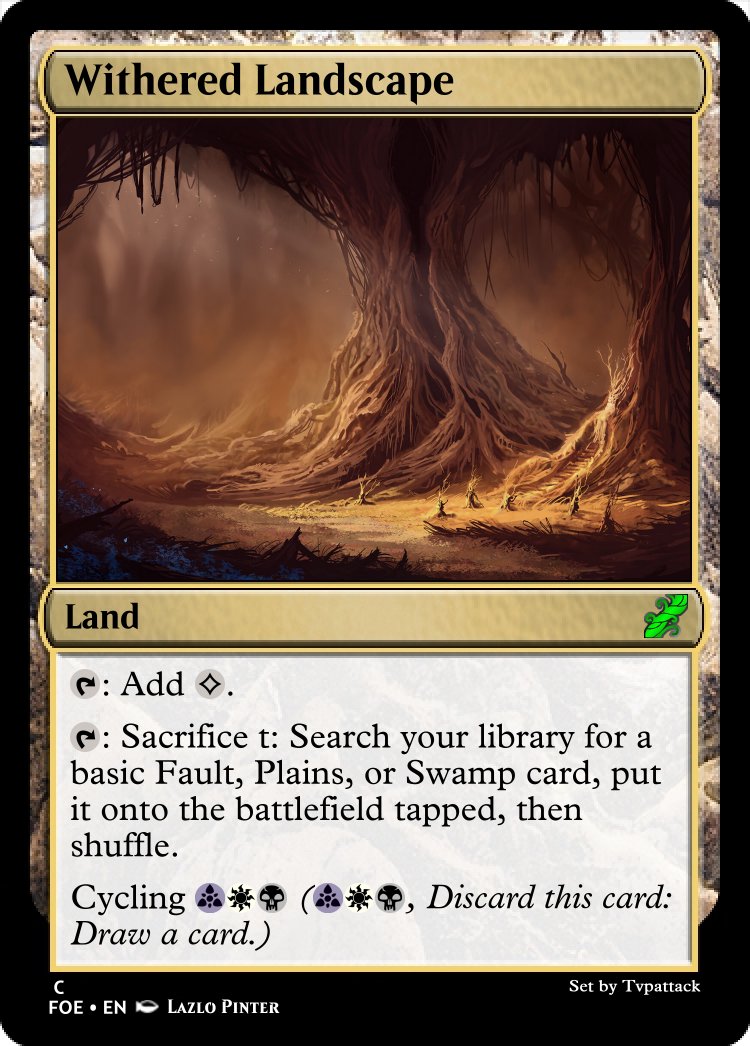 Withered Landscape
Land
: Add .
: Sacrifice t: Search your library for a
basic Fault, Plains, or Swamp card, put
it onto the battlefield tapped, then
shuffle.
Cycling (, Discard this card:
Draw a card.)
C
Set by Tvpattack
FOE • EN Lazlo Pinter